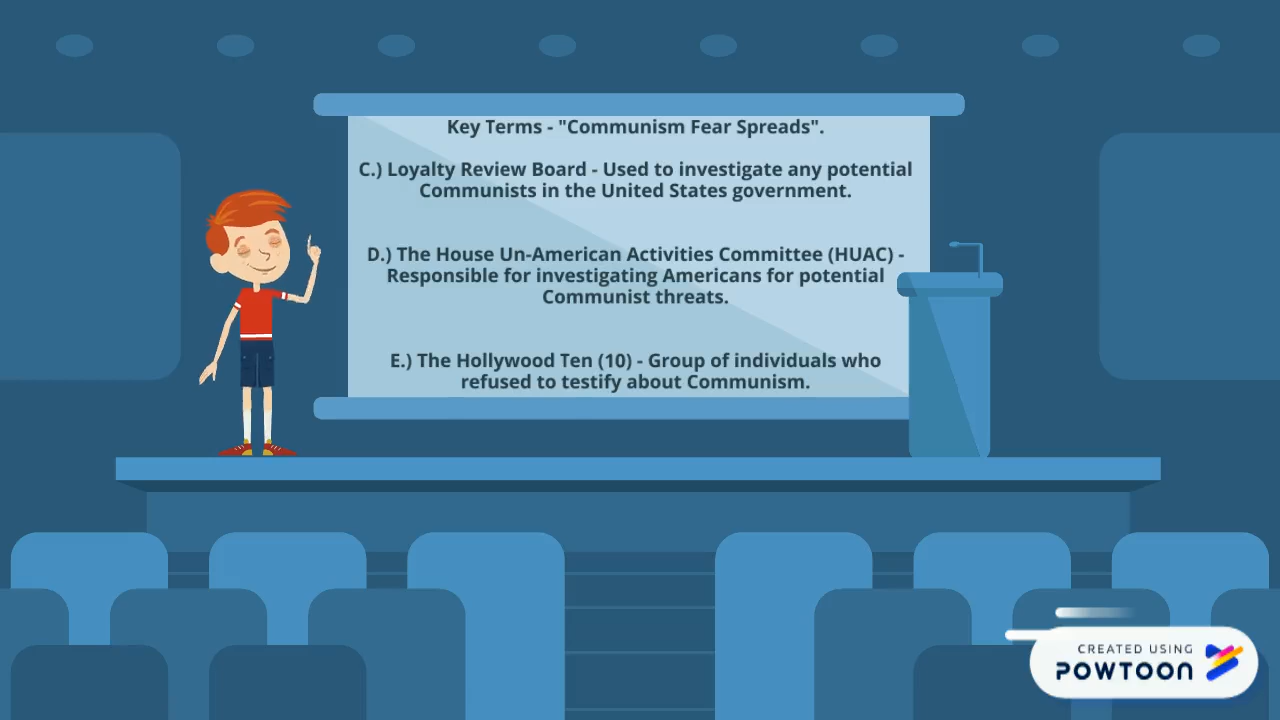 Key Terms - "Communism Fear Spreads".
C.) Loyalty Review Board - Used to investigate any potential
Communists in the United States government.
D.) The House Un-American Activities Committee (HUAC) -
Responsible for investigating Americans for potential
Communist threats.
E.) The Hollywood Ten (10) - Group of individuals who
refused to testify about Communism.
CREATED USING
POWTOON